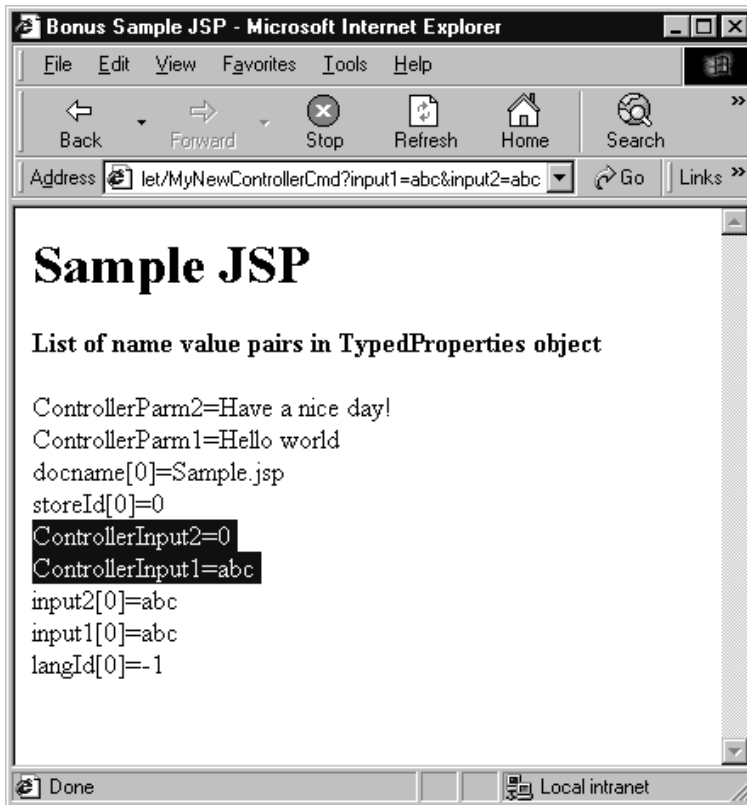 Bonus Sample JSP - Microsoft Internet Explorer
File Edit View Favorites Tools Help
Back Forward Stop Refresh Home Search »
Address let/MyNewControllerCmd?input1=abc&input2=abc Go Links »
Sample JSP
List of name value pairs in TypedProperties object
ControllerParm2=Have a nice day!
ControllerParm1=Hello world
docname[0]=Sample.jsp
storeId[0]=0
ControllerInput2=0
ControllerInput1=abc
input2[0]=abc
input1[0]=abc
langId[0]=-1
Done Local intranet